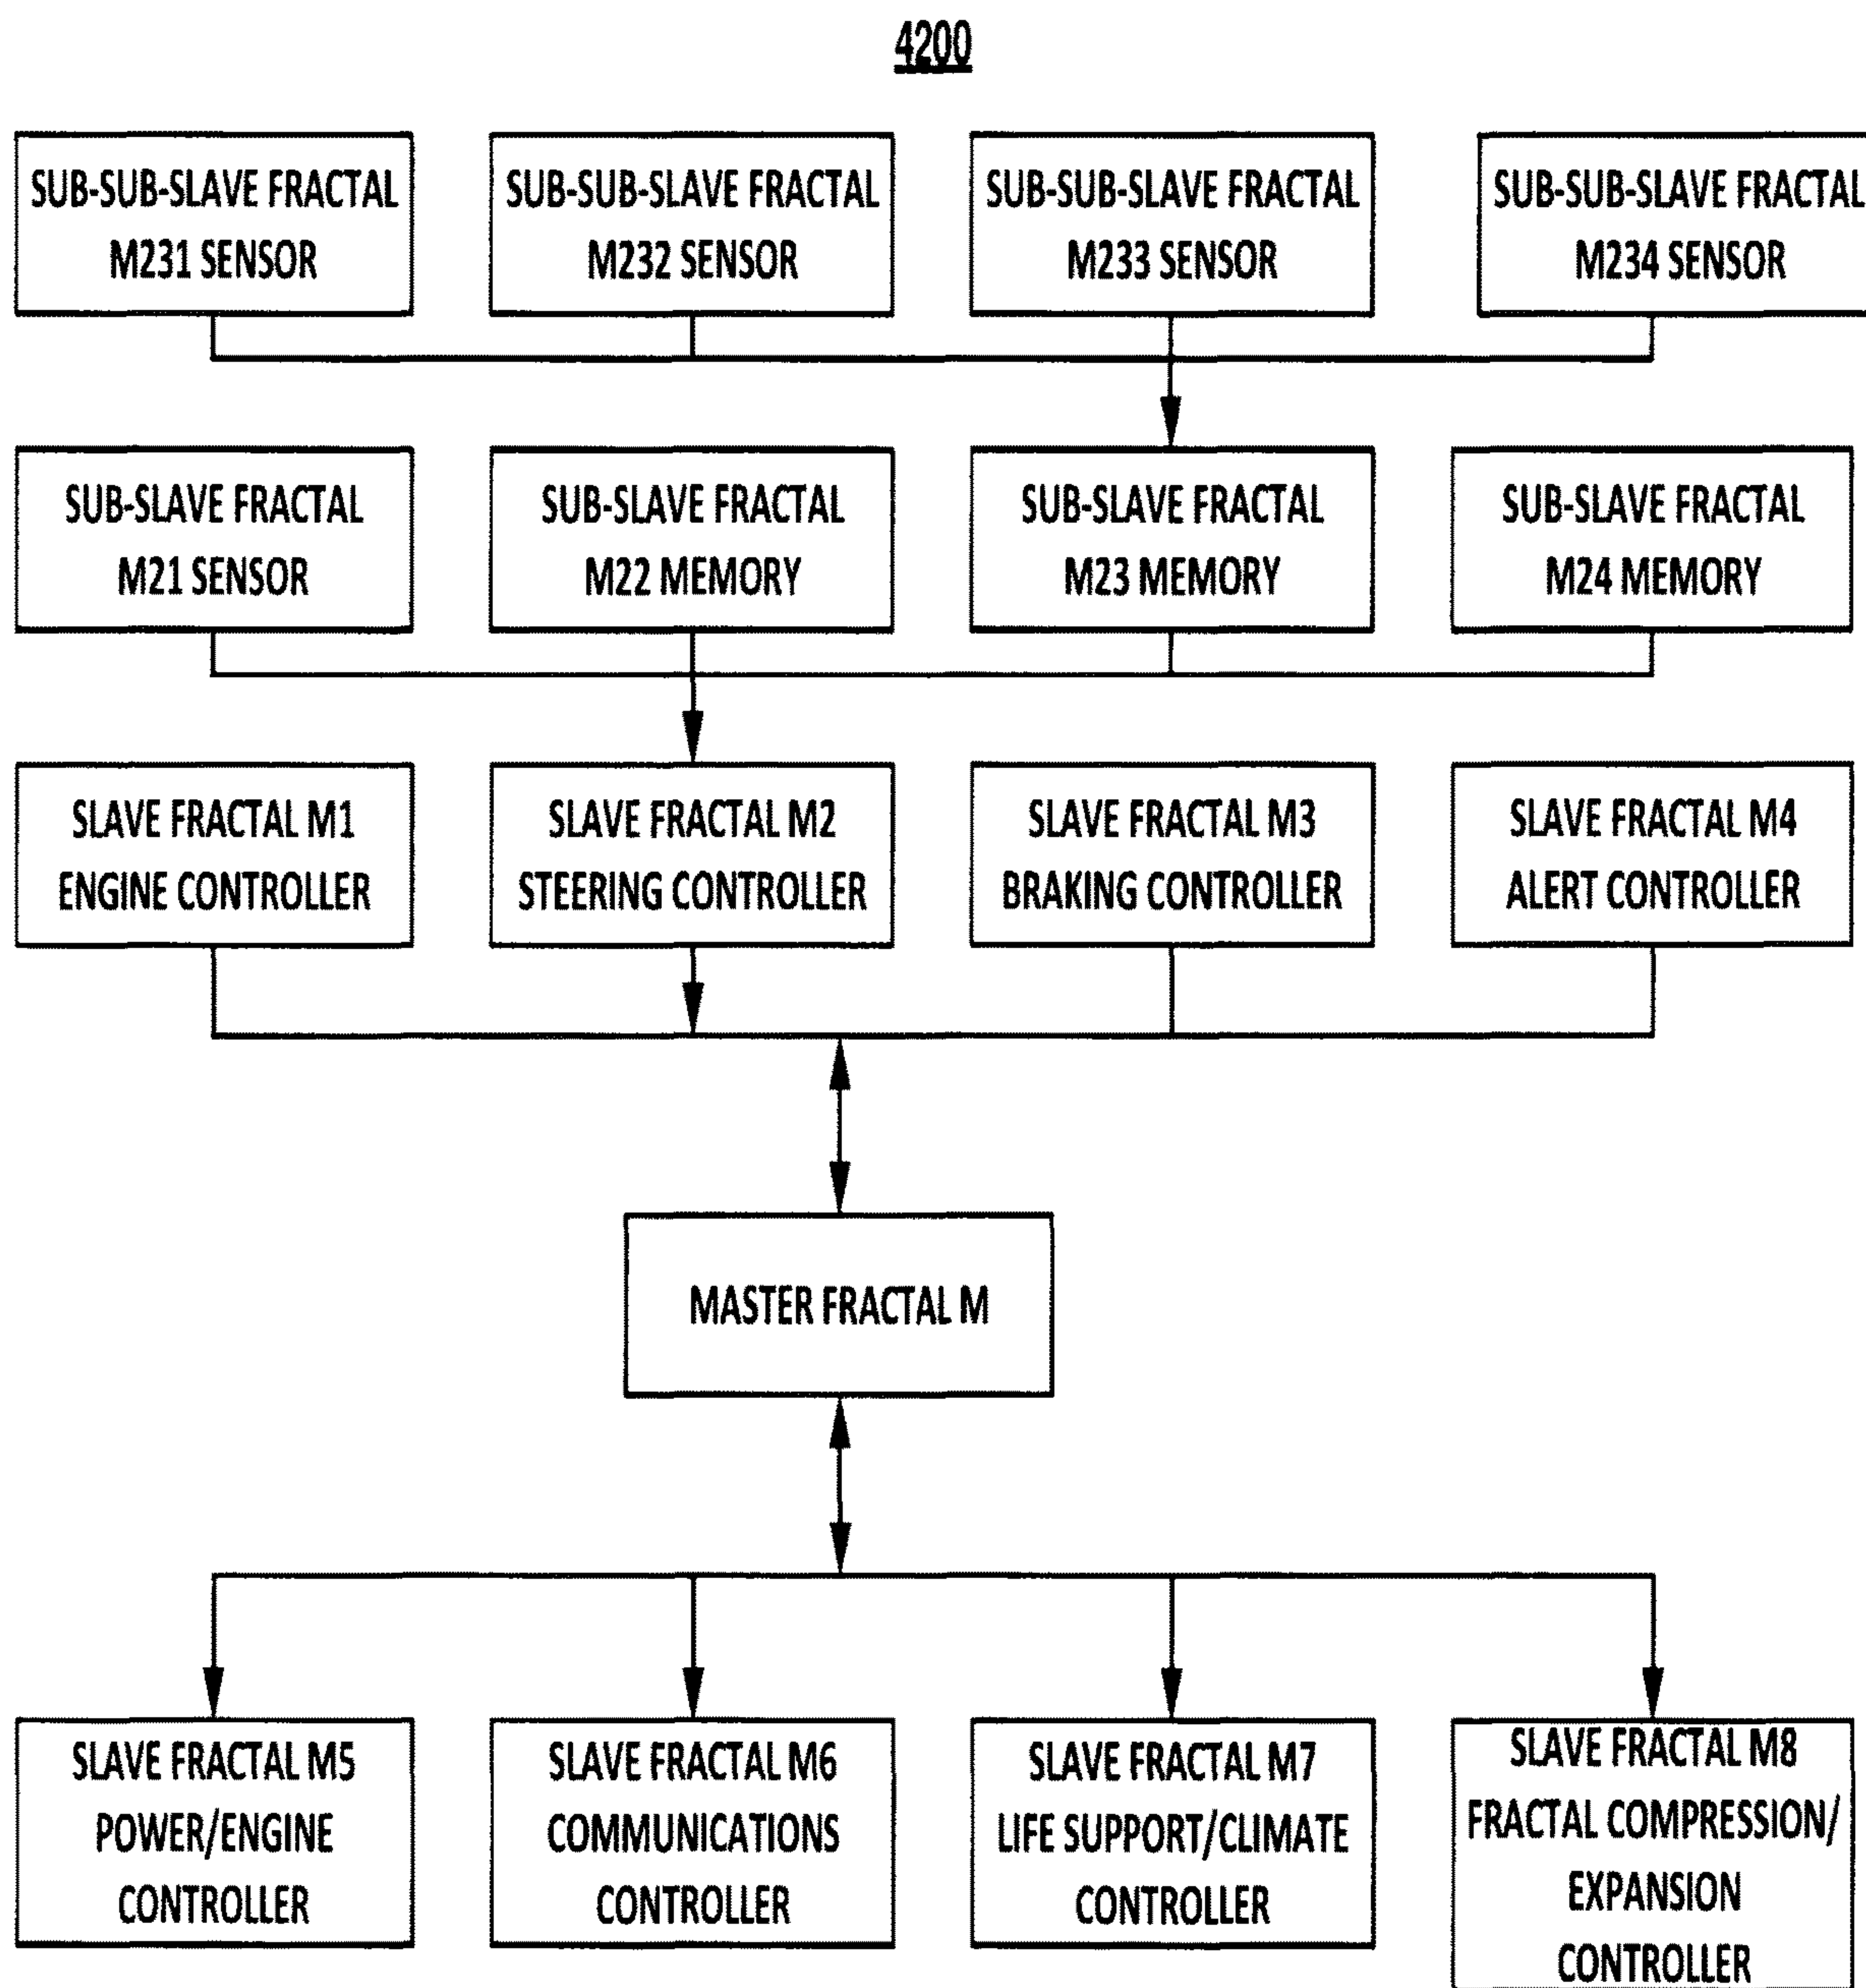 4200
SUB-SUB-SLAVE FRACTAL
M231 SENSOR
SUB-SUB-SLAVE FRACTAL
M232 SENSOR
SUB-SUB-SLAVE FRACTAL
M233 SENSOR
SUB-SUB-SLAVE FRACTAL
M234 SENSOR
SUB-SLAVE FRACTAL
M21 SENSOR
SUB-SLAVE FRACTAL
M22 MEMORY
SUB-SLAVE FRACTAL
M23 MEMORY
SUB-SLAVE FRACTAL
M24 MEMORY
SLAVE FRACTAL M1
ENGINE CONTROLLER
SLAVE FRACTAL M2
STEERING CONTROLLER
SLAVE FRACTAL M3
BRAKING CONTROLLER
SLAVE FRACTAL M4
ALERT CONTROLLER
MASTER FRACTAL M
SLAVE FRACTAL M5
POWER/ENGINE
CONTROLLER
SLAVE FRACTAL M6
COMMUNICATIONS
CONTROLLER
SLAVE FRACTAL M7
LIFE SUPPORT/CLIMATE
CONTROLLER
SLAVE FRACTAL M8
FRACTAL COMPRESSION/
EXPANSION
CONTROLLER